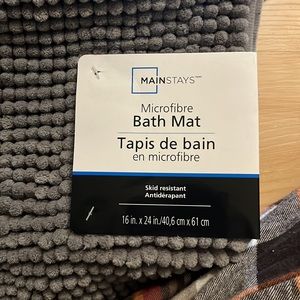 MAINSTAYS™
Microfibre
Bath Mat
Tapis de bain
en microfibre
Skid resistant
Antidérapant
16 in. x 24 in./40,6 cm x 61 cm